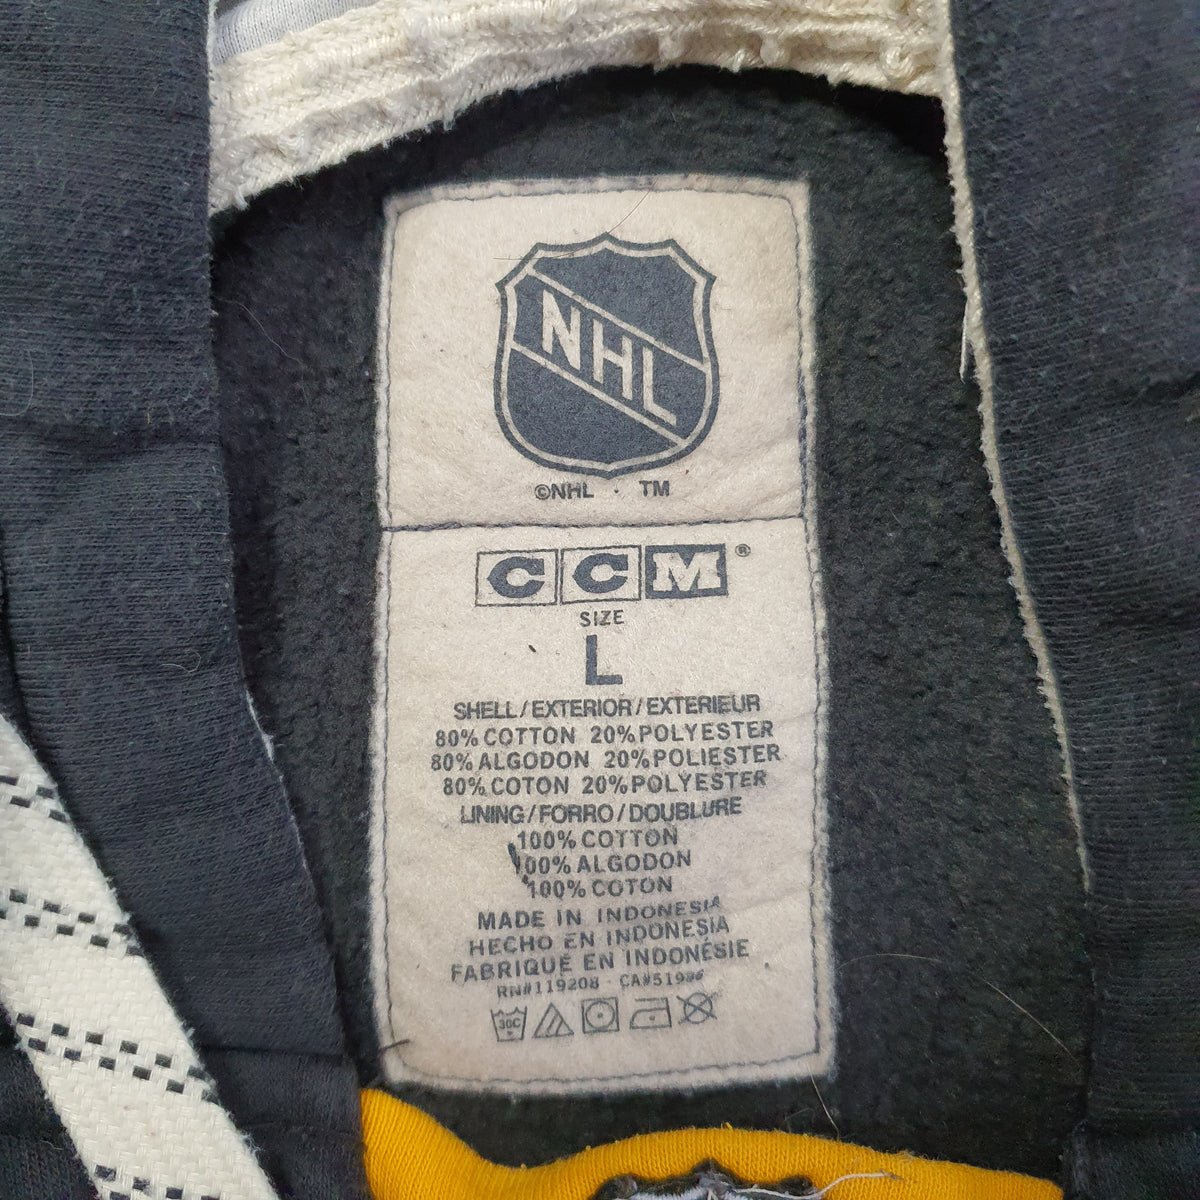 NHL
©NHL · TM
CCM®
SIZE
L
SHELL/EXTERIOR/EXTERIEUR
80% COTTON 20% POLYESTER
80% ALGODON 20% POLIESTER
80% COTON 20% POLYESTER
LINING/FORRO/DOUBLURE
100% COTTON
100% ALGODON
100% COTON
MADE IN INDONESIA
HECHO EN INDONESIA
FABRIQUÉ EN INDONÉSIE
RN#119208 -
30C